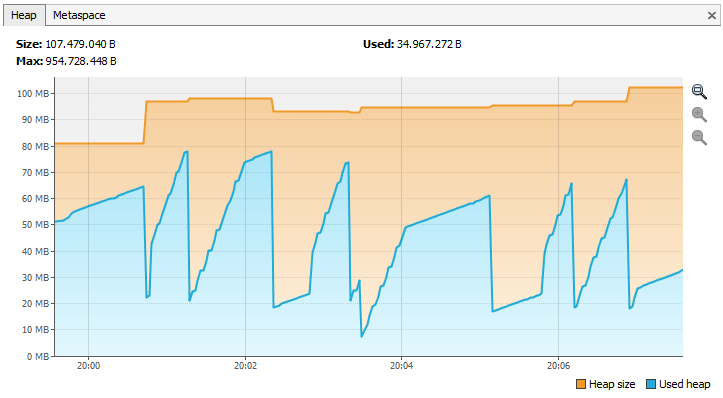 Heap Metaspace
Size: 107.479.040 B Used: 34.967.272 B
Max: 954.728.448 B
100 MB
90 MB
80 MB
70 MB
60 MB
50 MB
40 MB
30 MB
20 MB
10 MB
0 MB
20:00 20:02 20:04 20:06
Heap size Used heap